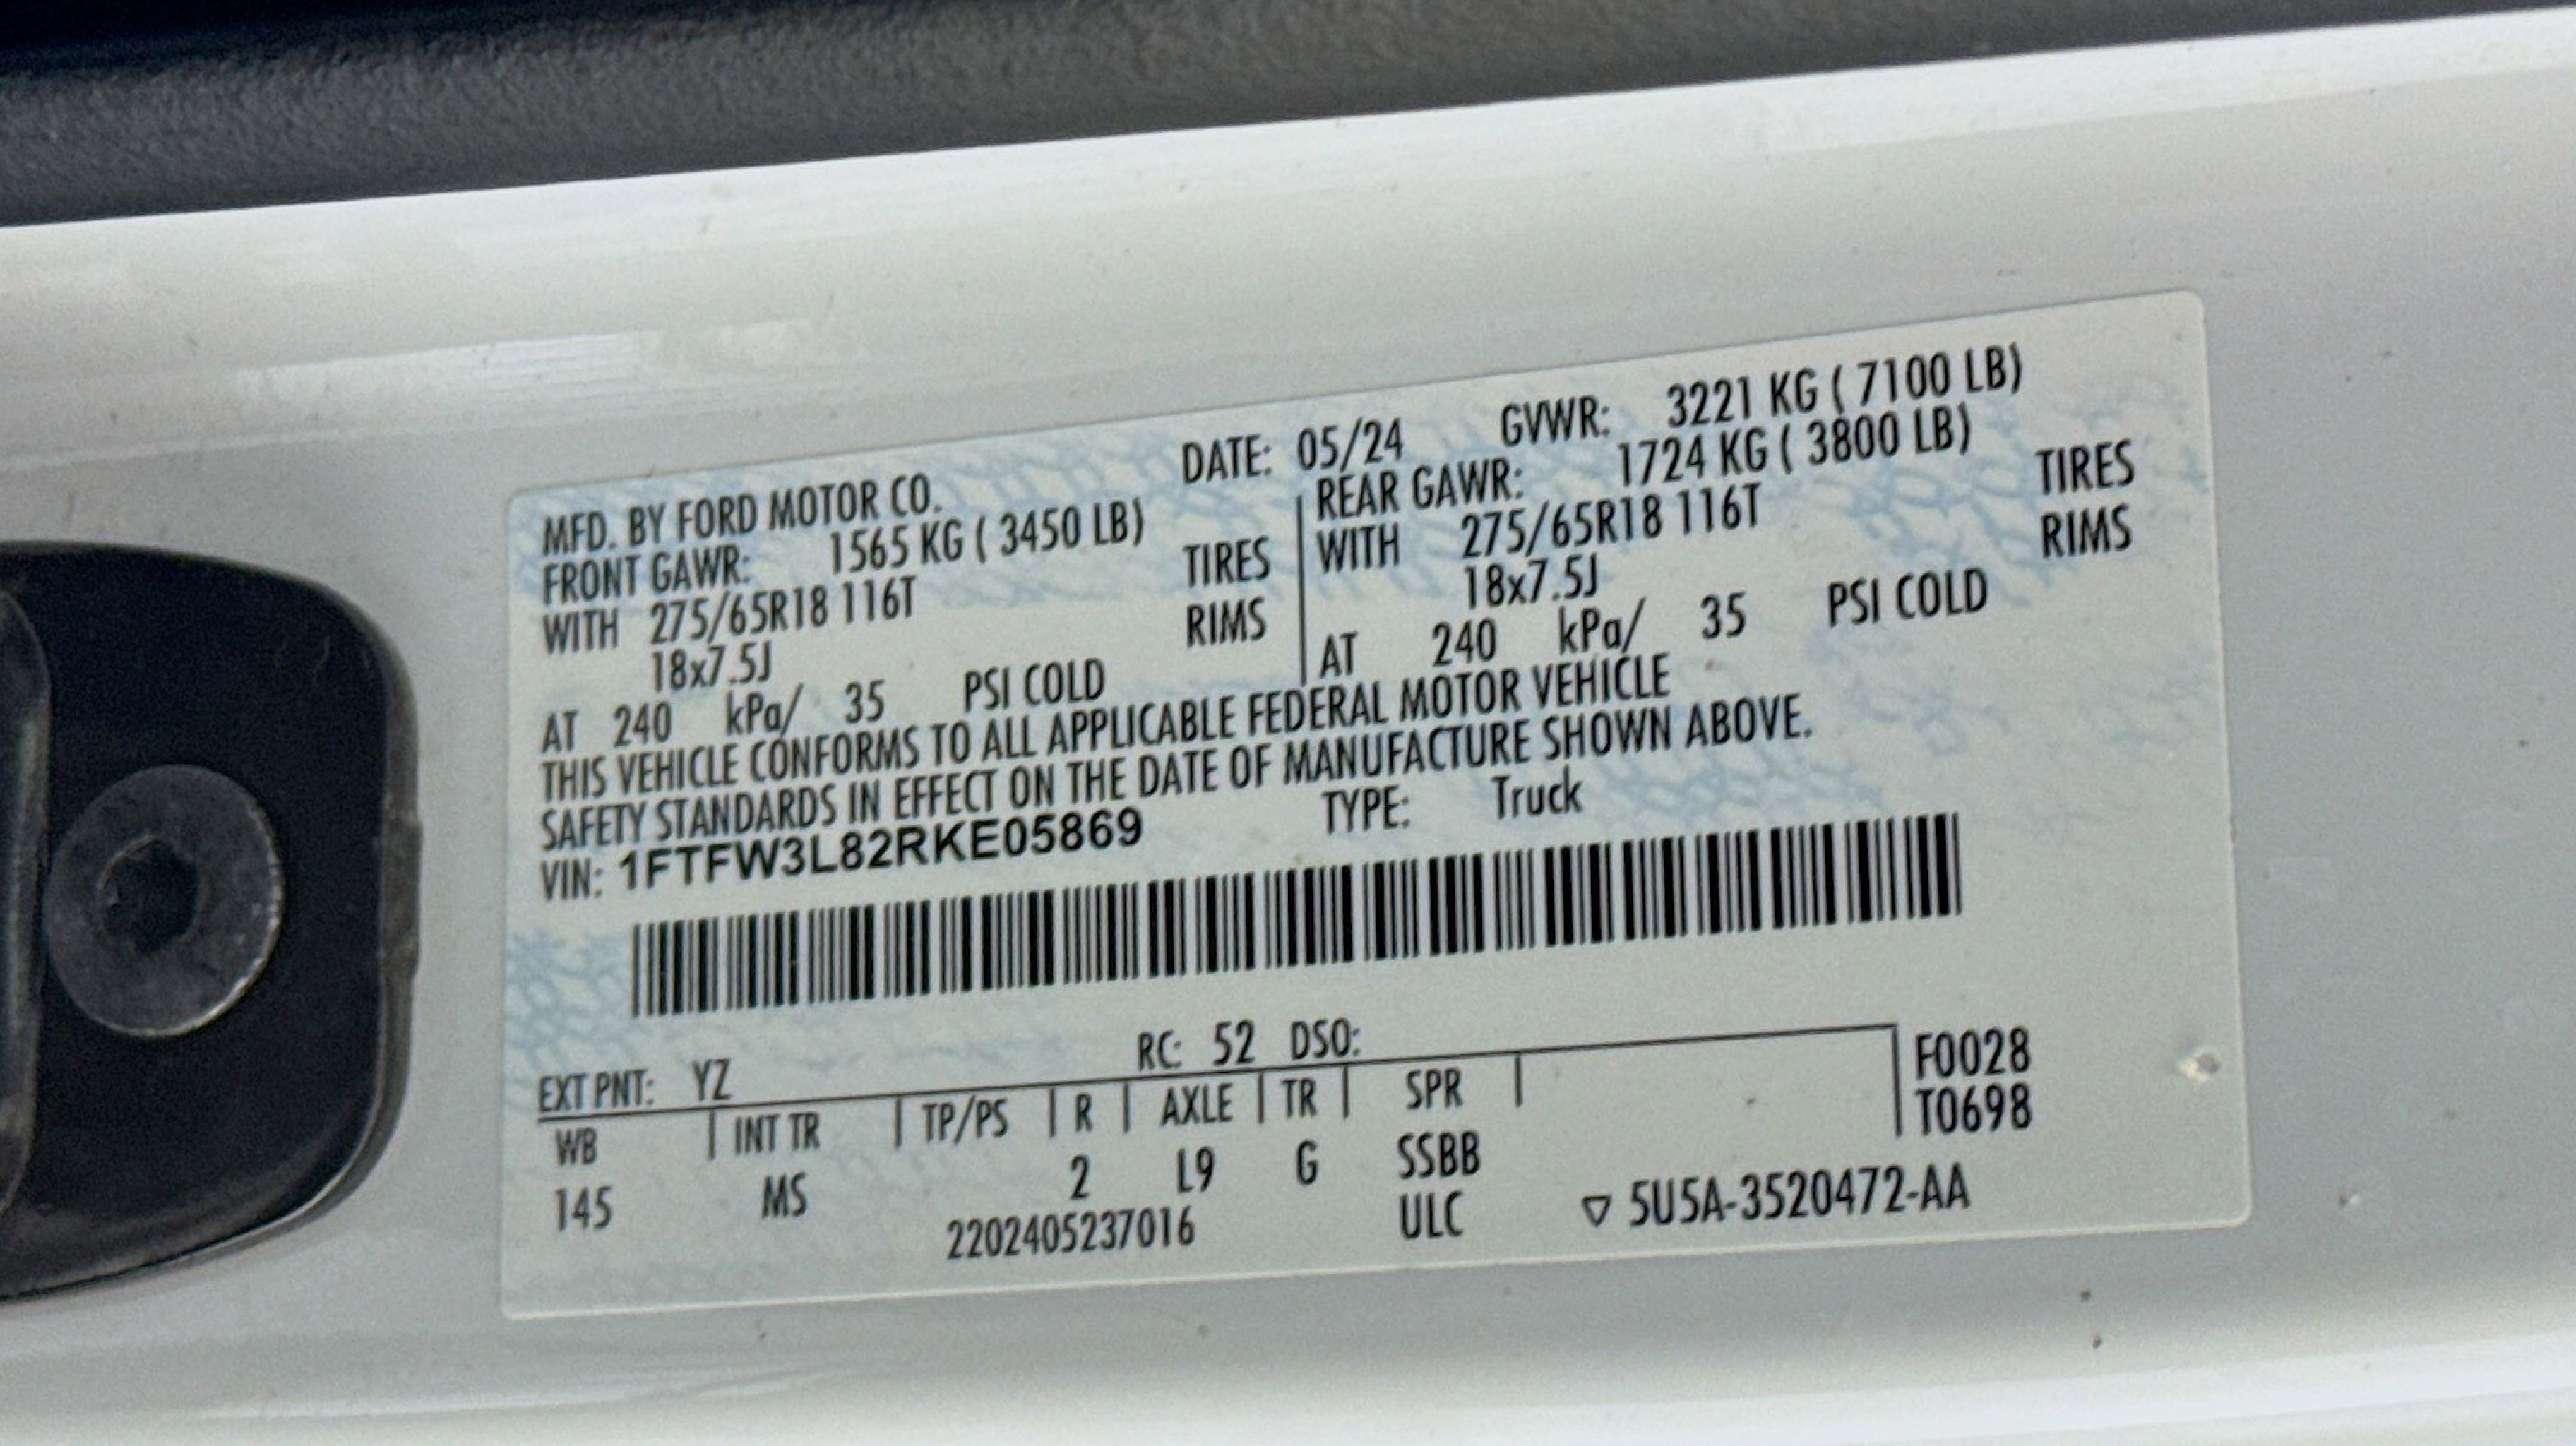 MFD. BY FORD MOTOR CO. DATE: 05/24 GVWR: 3221 KG ( 7100 LB)
FRONT GAWR: 1565 KG ( 3450 LB) REAR GAWR: 1724 KG ( 3800 LB)
WITH 275/65R18 116T TIRES WITH 275/65R18 116T TIRES
18x7.5J RIMS 18x7.5J RIMS
AT 240 kPa/ 35 PSI COLD AT 240 kPa/ 35 PSI COLD
THIS VEHICLE CONFORMS TO ALL APPLICABLE FEDERAL MOTOR VEHICLE
SAFETY STANDARDS IN EFFECT ON THE DATE OF MANUFACTURE SHOWN ABOVE.
VIN: 1FTFW3L82RKE05869 TYPE: Truck
EXT PNT: YZ RC: 52 DSO: F0028
WB | INT TR | TP/PS | R | AXLE | TR | SPR | T0698
145 MS 2 L9 G SSBB
2202405237016 ULC ▽ 5U5A-3520472-AA